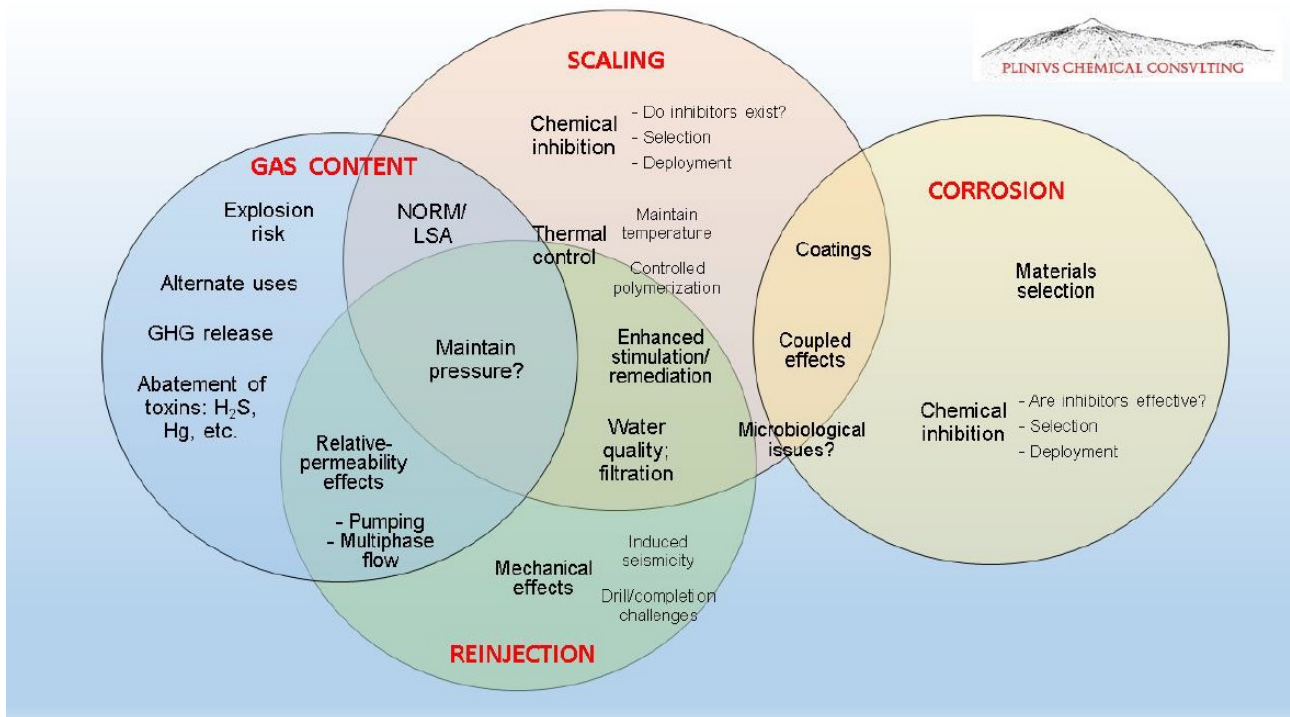 PLINIVS CHEMICAL CONSVLTING
SCALING
Chemical
inhibition
- Do inhibitors exist?
- Selection
- Deployment
GAS CONTENT
Explosion
risk
Alternate uses
GHG release
Abatement of
toxins: H₂S,
Hg, etc.
NORM/
LSA
Thermal
control
Maintain
temperature
Controlled
polymerization
Maintain
pressure?
Enhanced
stimulation/
remediation
Water
quality;
filtration
Relative-
permeability
effects
- Pumping
- Multiphase
flow
Mechanical
effects
Induced
seismicity
Drill/completion
challenges
REINJECTION
Coatings
Coupled
effects
Microbiological
issues?
CORROSION
Materials
selection
Chemical
inhibition
- Are inhibitors effective?
- Selection
- Deployment